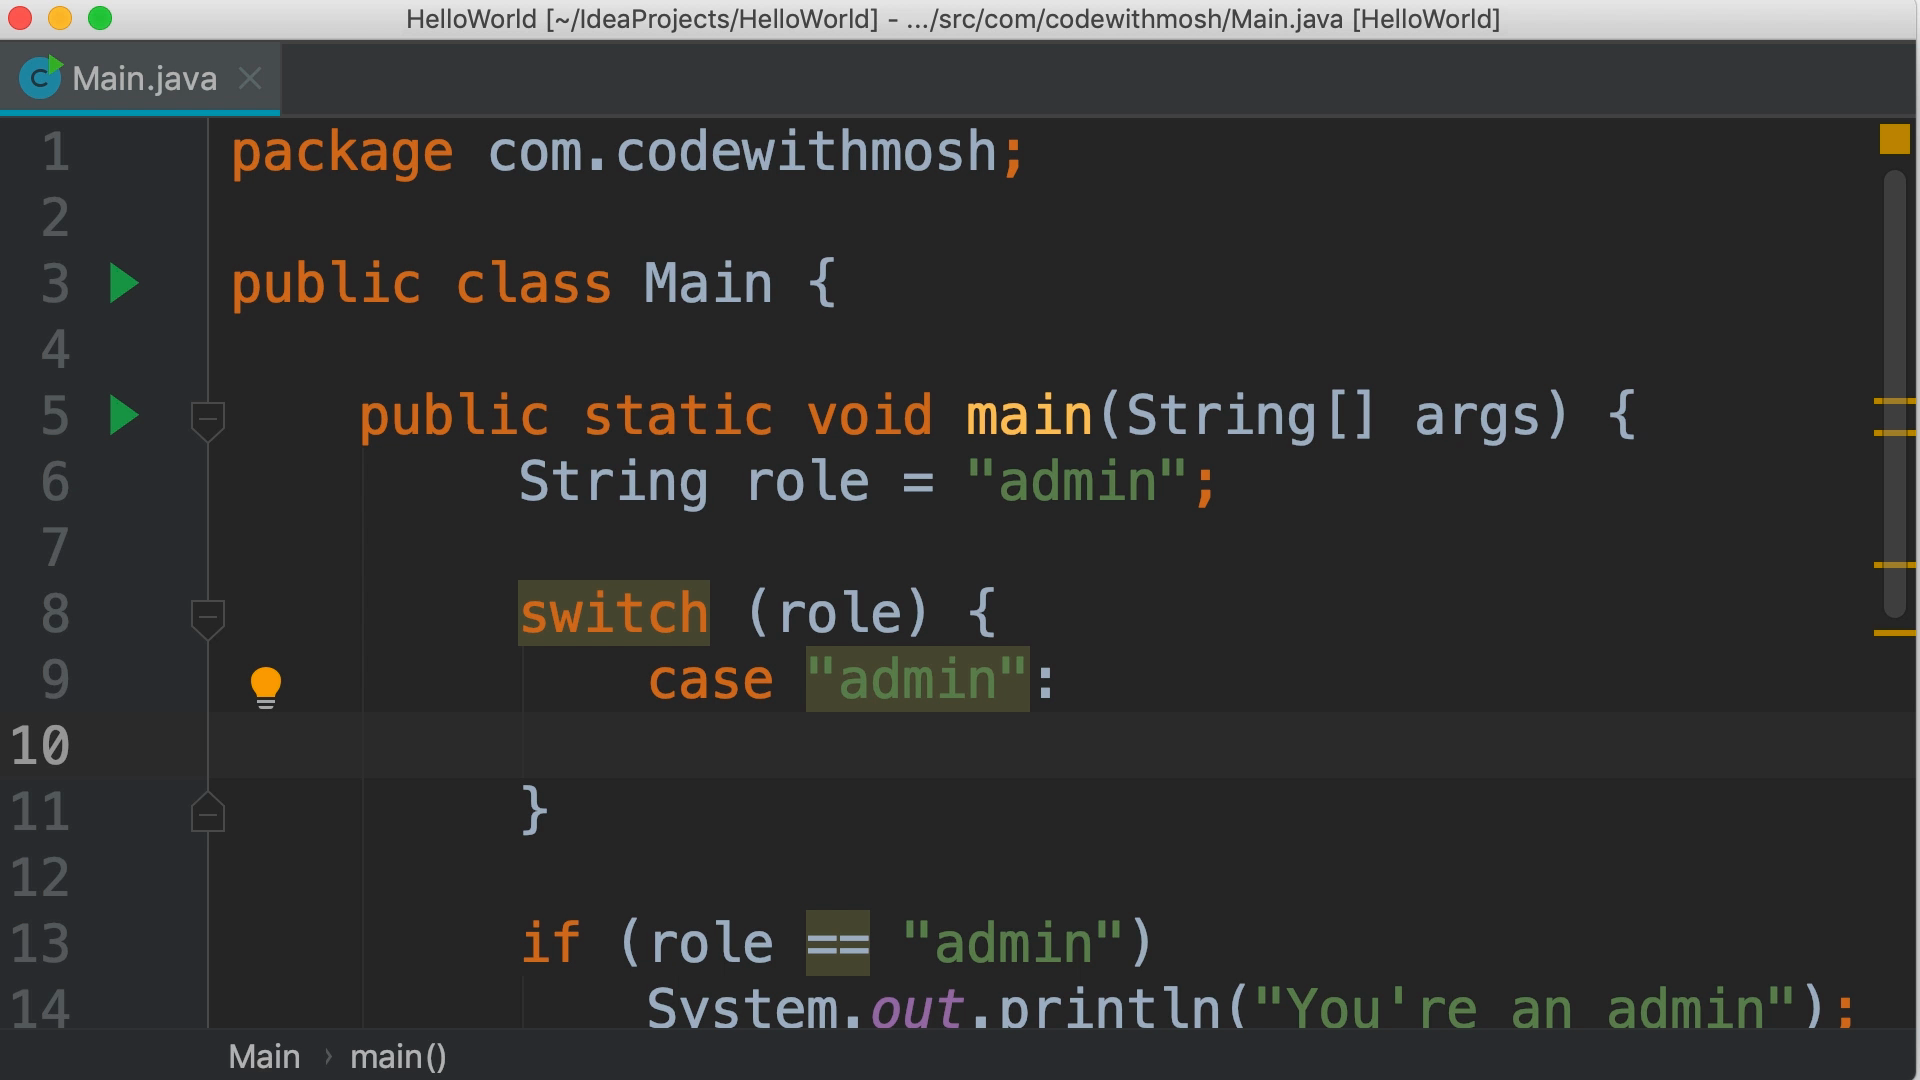 HelloWorld [~/IdeaProjects/HelloWorld] - .../src/com/codewithmosh/Main.java [HelloWorld]
C Main.java
1 package com.codewithmosh;
2
3 public class Main {
4
5 public static void main(String[] args) {
6 String role = "admin";
7
8 switch (role) {
9 case "admin":
10
11 }
12
13 if (role == "admin")
14 System.out.println("You're an admin");
Main › main()